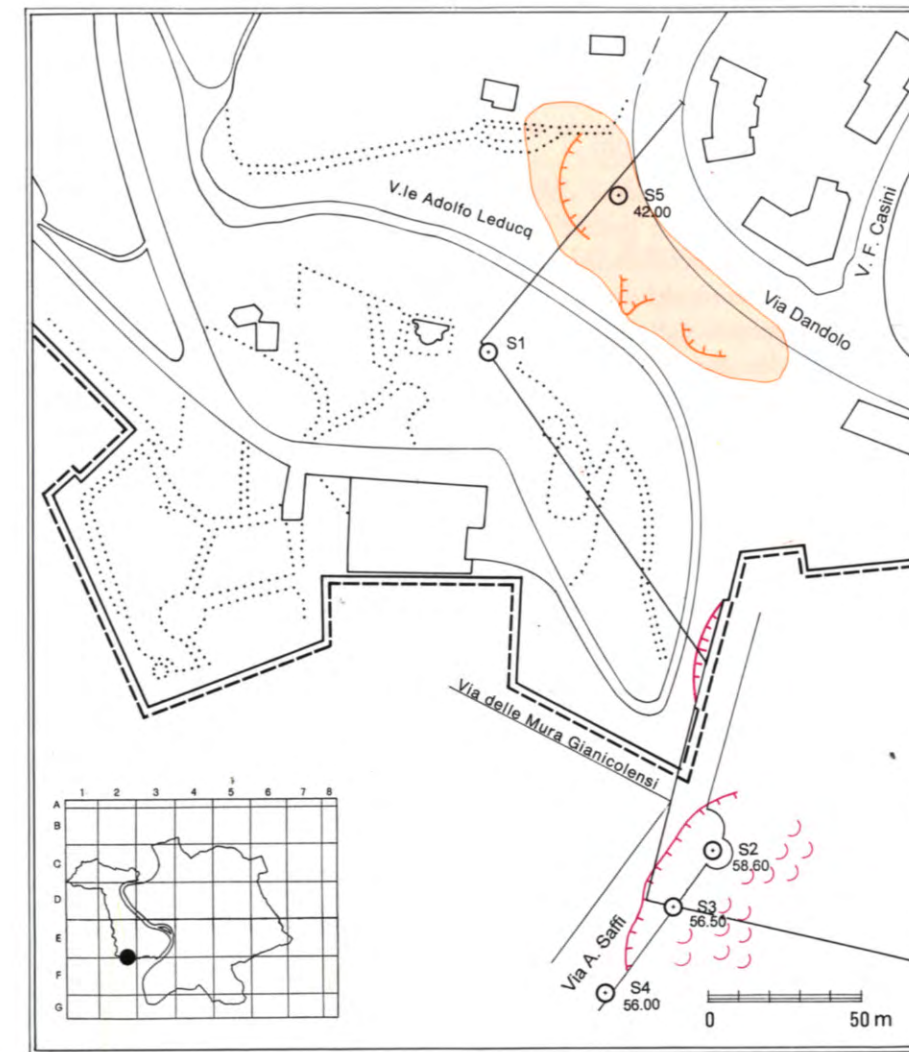 V.le Adolfo Leducq
S5
42.00
V. F. Casini
Via Dandolo
S1
Via delle Mura Gianicolensi
1 2 3 4 5 6 7 8
A
B
C
D
E
F
G
S2
58.60
S3
56.50
Via A. Saffi
S4
56.00
0 50 m